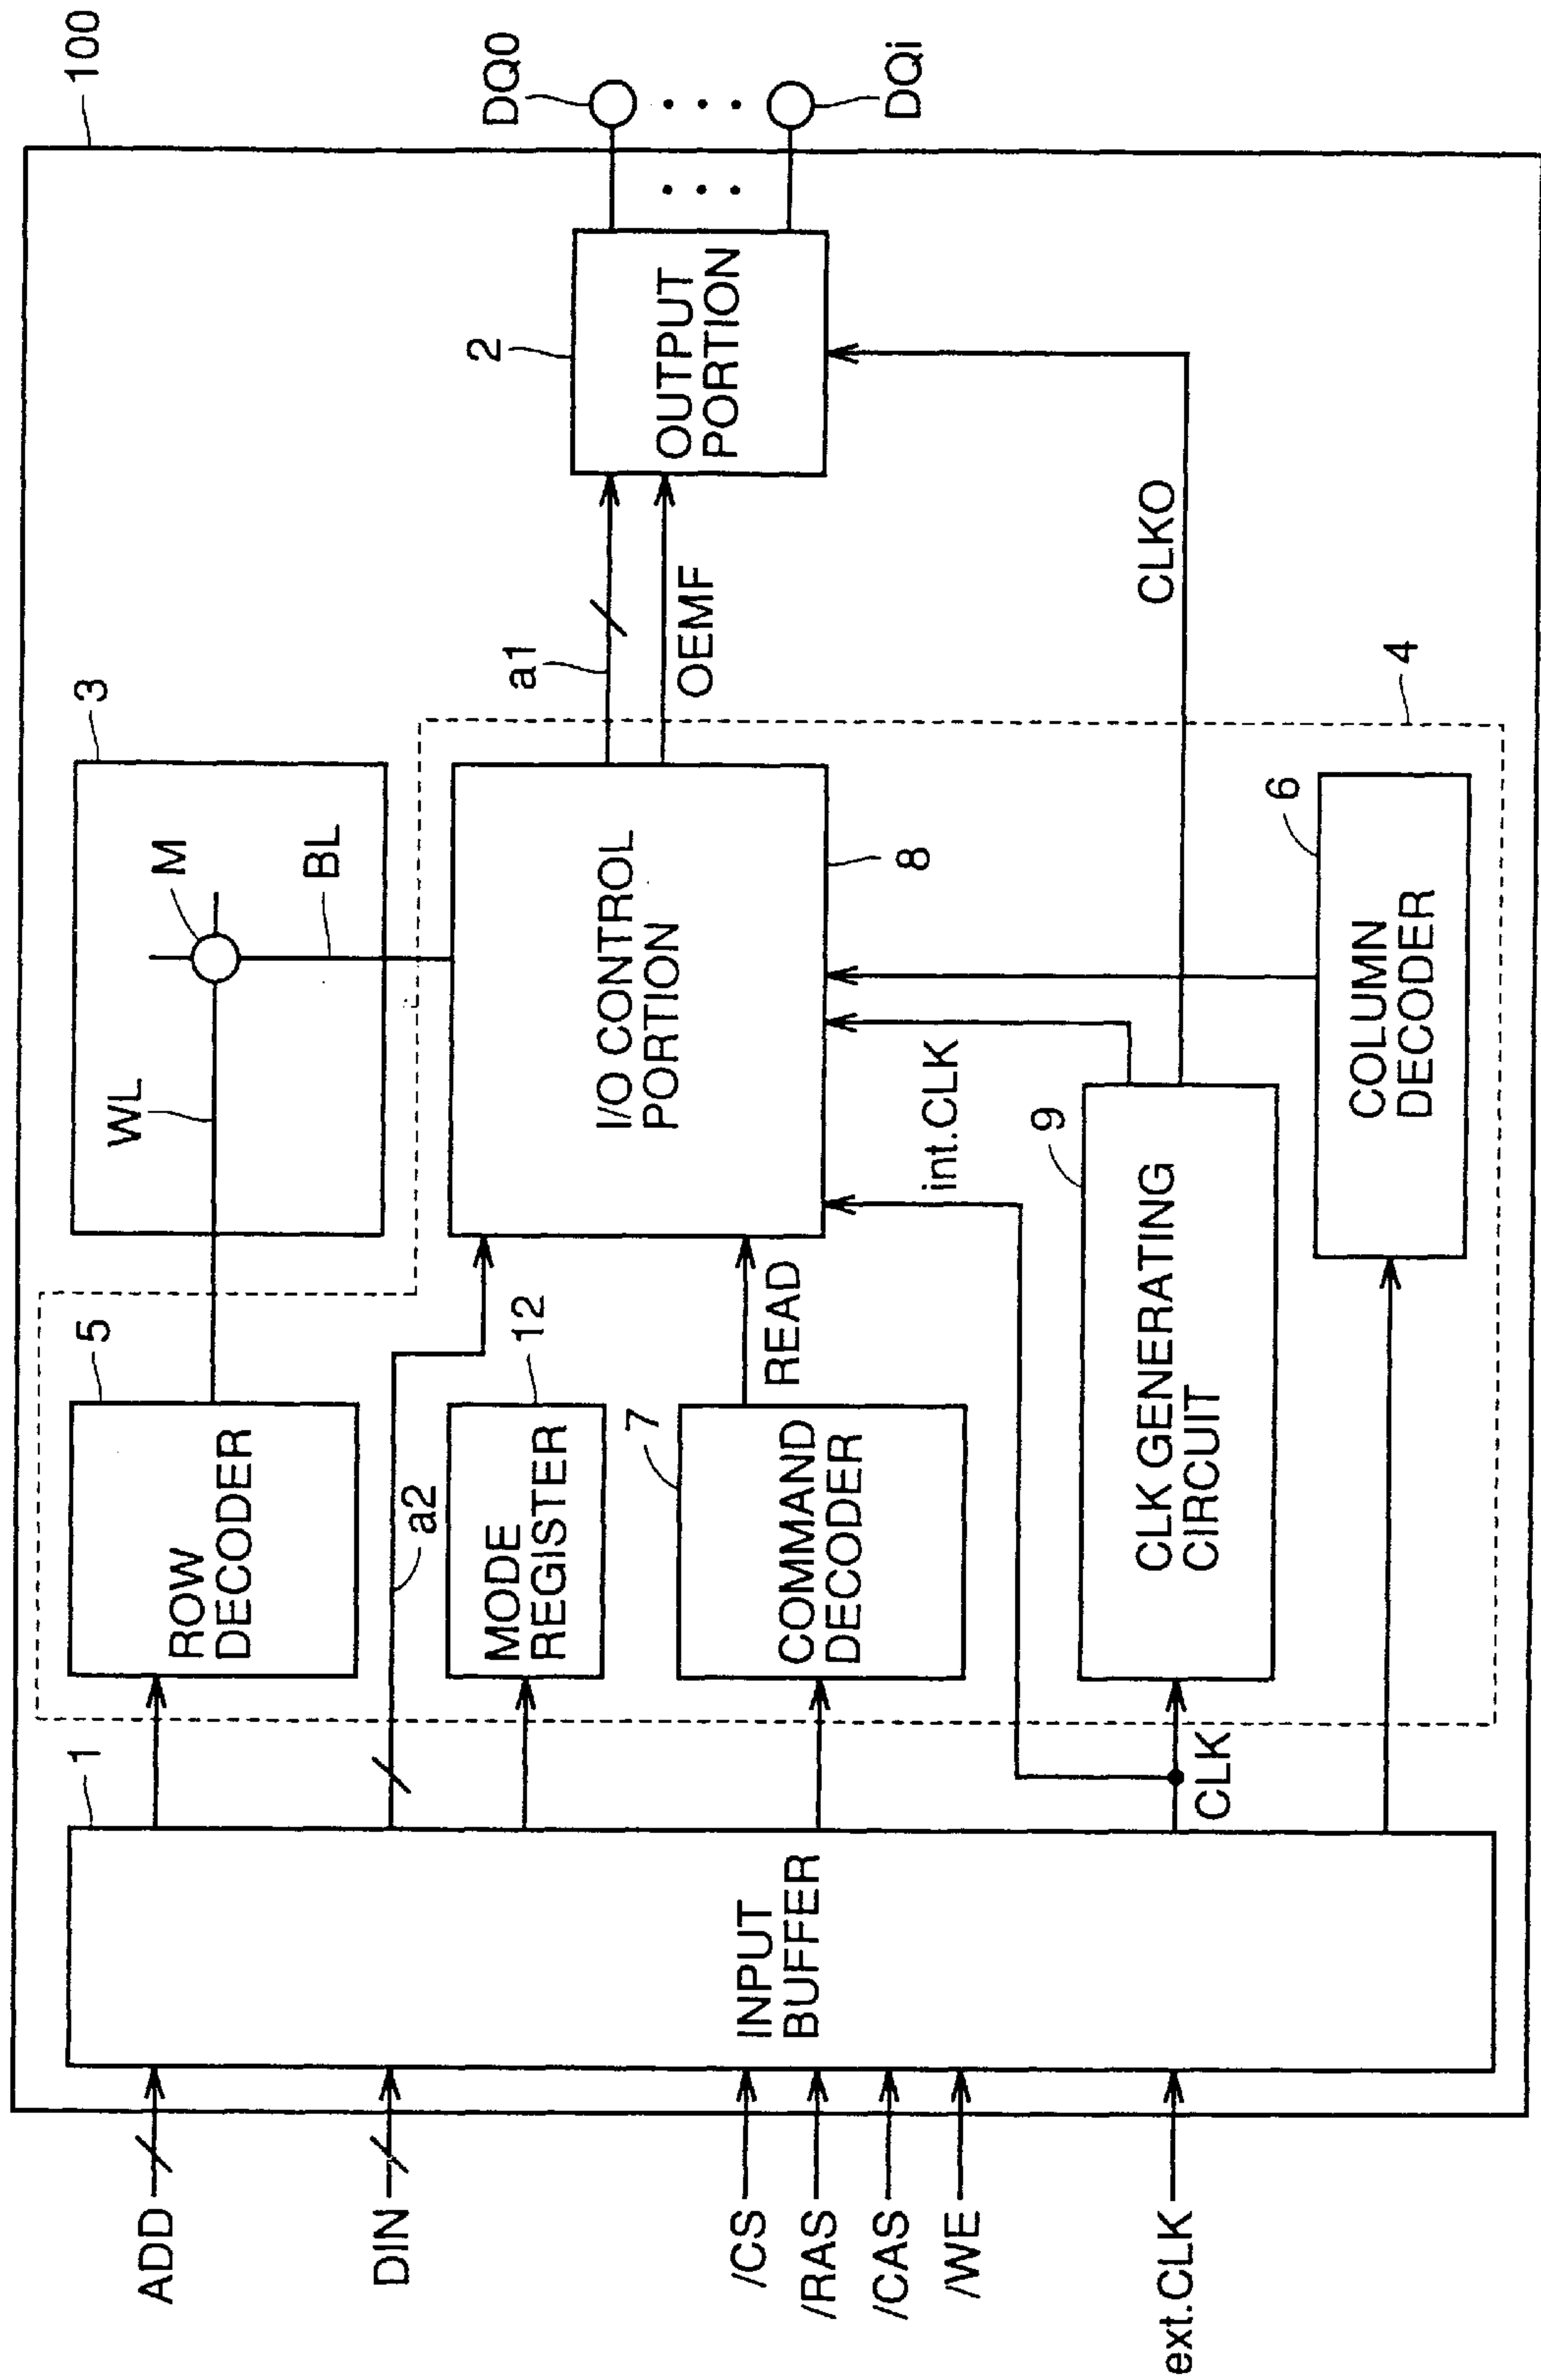 100
ADD
DIN
/CS
/RAS
/CAS
/WE
ext.CLK
1
INPUT
BUFFER
CLK
5
ROW
DECODER
a2
MODE
REGISTER
12
7
COMMAND
DECODER
READ
int.CLK
9
CLK GENERATING
CIRCUIT
6
COLUMN
DECODER
3
WL
M
BL
I/O CONTROL
PORTION
8
4
a1
OEMF
CLKO
2
OUTPUT
PORTION
DQ0
DQi